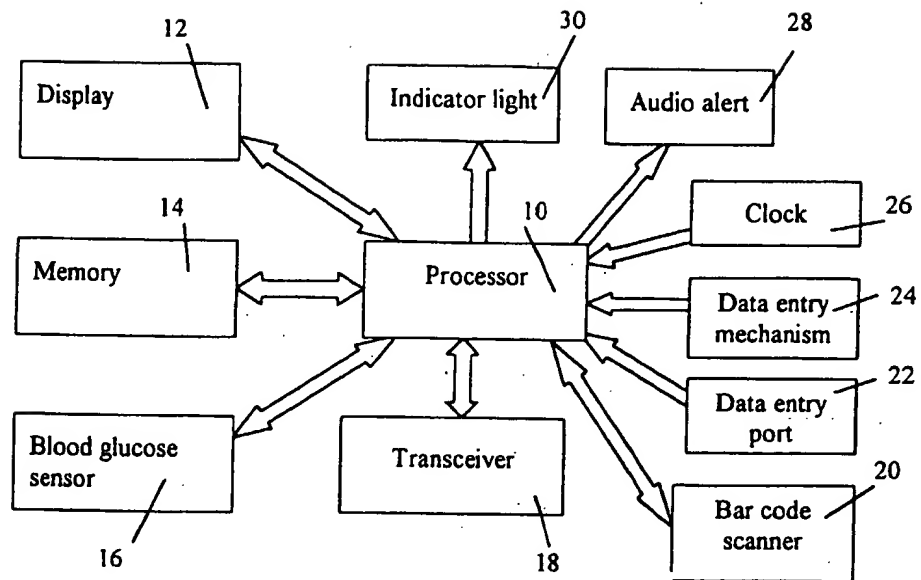 12
30
28
Display
Indicator light
Audio alert
14
10
Clock
26
Memory
Processor
Data entry
mechanism
24
22
Data entry
port
Blood glucose
sensor
Transceiver
20
Bar code
scanner
16
18